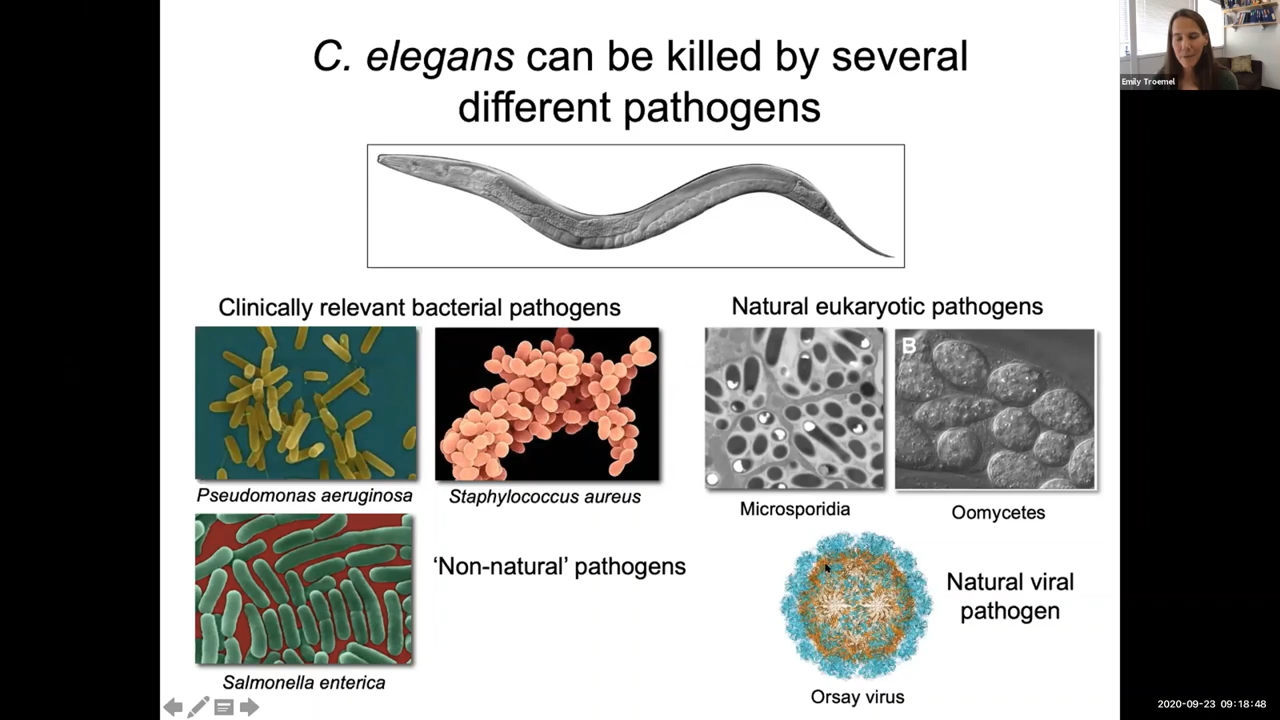 C. elegans can be killed by several
different pathogens
Emily Troemel
Clinically relevant bacterial pathogens
Natural eukaryotic pathogens
B
Pseudomonas aeruginosa
Staphylococcus aureus
Microsporidia
Oomycetes
‘Non-natural’ pathogens
Natural viral
pathogen
Salmonella enterica
Orsay virus
2020-09-23 09:18:48